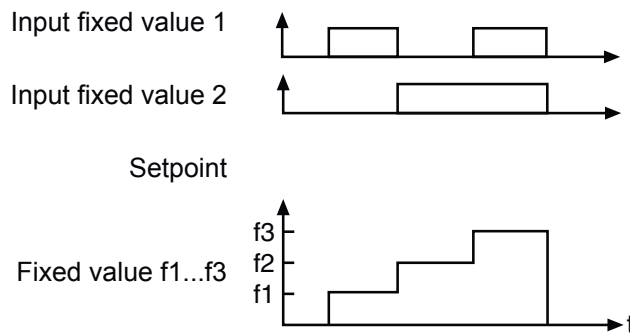 Input fixed value 1
Input fixed value 2
Setpoint
f3
f2
Fixed value f1...f3
f1
t